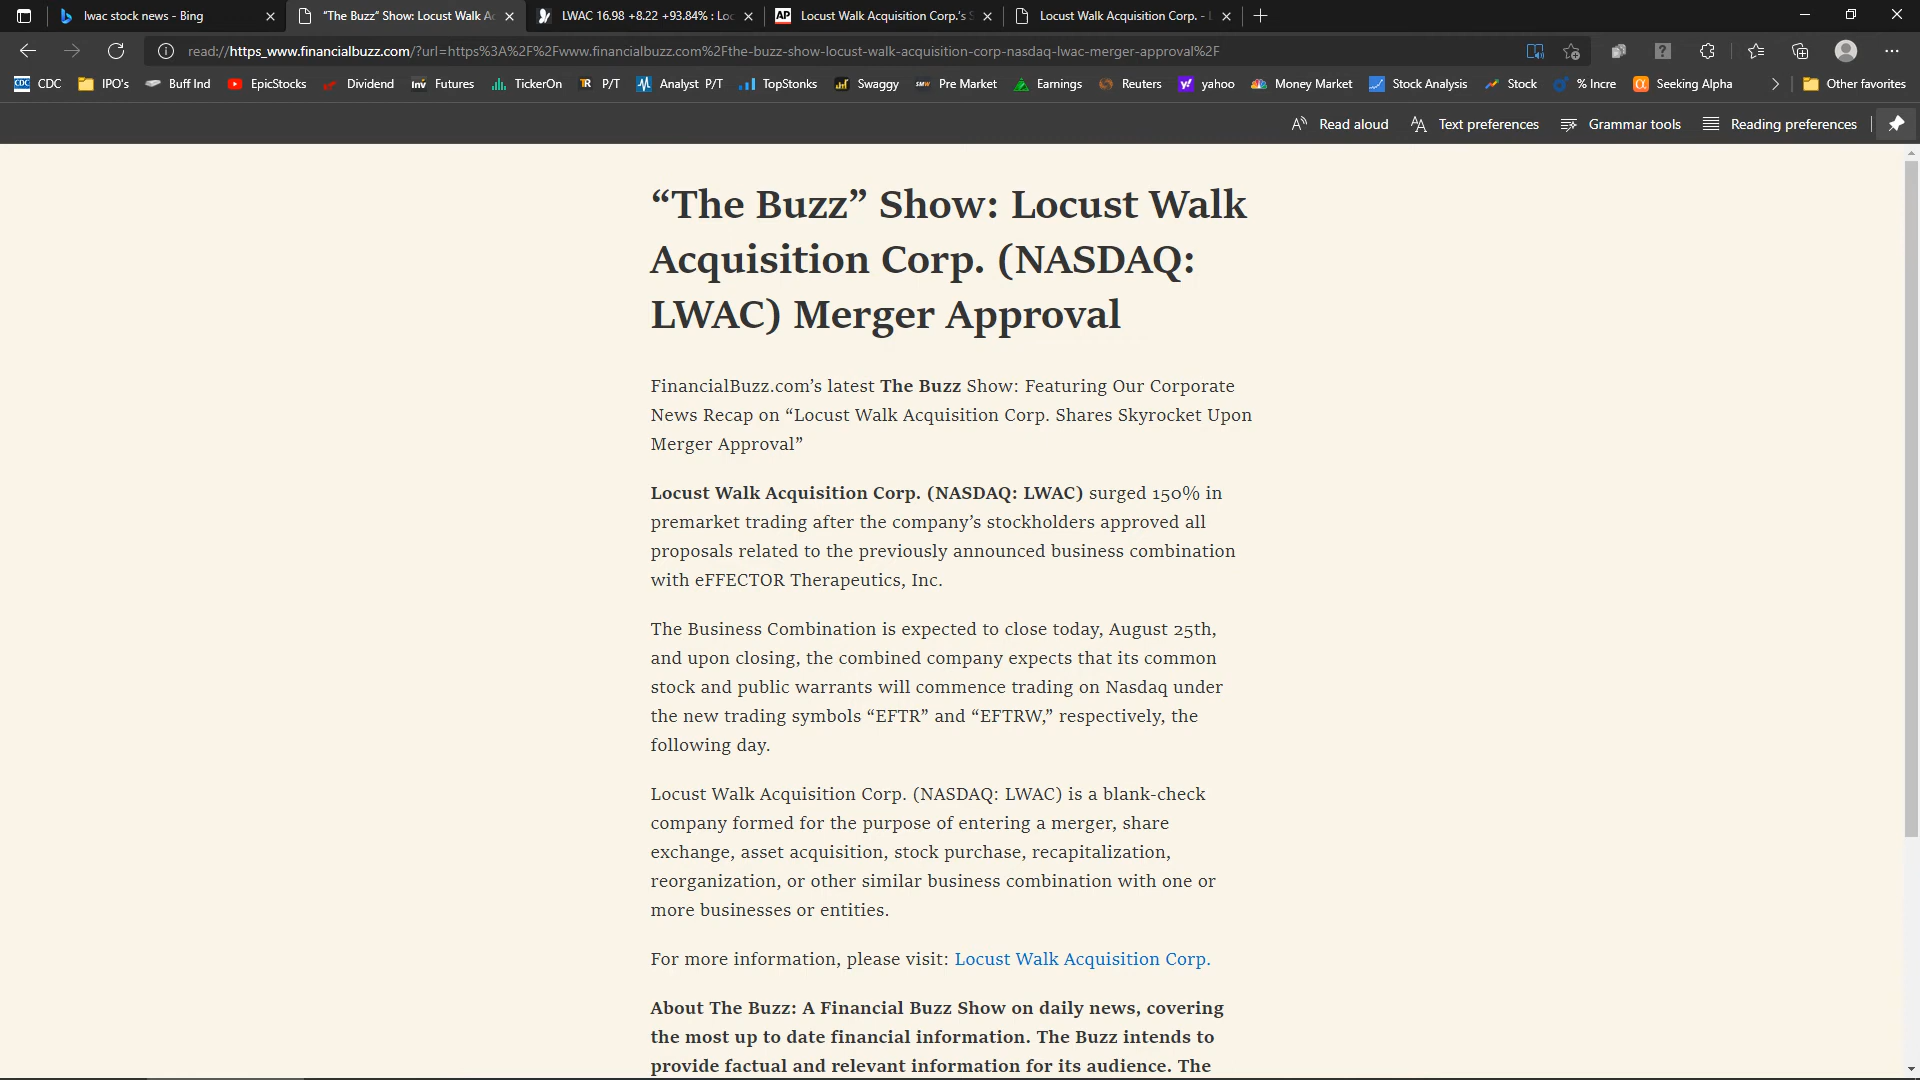 lwac stock news - Bing
"The Buzz" Show: Locust Walk Ac
LWAC 16.98 +8.22 +93.84% : Loc
AP Locust Walk Acquisition Corp.'s S
Locust Walk Acquisition Corp. - L
read://https_www.financialbuzz.com/?url=https%3A%2F%2Fwww.financialbuzz.com%2Fthe-buzz-show-locust-walk-acquisition-corp-nasdaq-lwac-merger-approval%2F
CDC CDC IPO's Buff Ind EpicStocks Dividend Inv Futures TickerOn TR P/T Analyst P/T TopStonks Swaggy Pre Market Earnings Reuters yahoo Money Market Stock Analysis Stock % Incre Seeking Alpha Other favorites
Read aloud Text preferences Grammar tools Reading preferences
“The Buzz” Show: Locust Walk
Acquisition Corp. (NASDAQ:
LWAC) Merger Approval
FinancialBuzz.com’s latest The Buzz Show: Featuring Our Corporate
News Recap on “Locust Walk Acquisition Corp. Shares Skyrocket Upon
Merger Approval”
Locust Walk Acquisition Corp. (NASDAQ: LWAC) surged 150% in
premarket trading after the company’s stockholders approved all
proposals related to the previously announced business combination
with eFFECTOR Therapeutics, Inc.
The Business Combination is expected to close today, August 25th,
and upon closing, the combined company expects that its common
stock and public warrants will commence trading on Nasdaq under
the new trading symbols “EFTR” and “EFTRW,” respectively, the
following day.
Locust Walk Acquisition Corp. (NASDAQ: LWAC) is a blank-check
company formed for the purpose of entering a merger, share
exchange, asset acquisition, stock purchase, recapitalization,
reorganization, or other similar business combination with one or
more businesses or entities.
For more information, please visit: Locust Walk Acquisition Corp.
About The Buzz: A Financial Buzz Show on daily news, covering
the most up to date financial information. The Buzz intends to
provide factual and relevant information for its audience. The